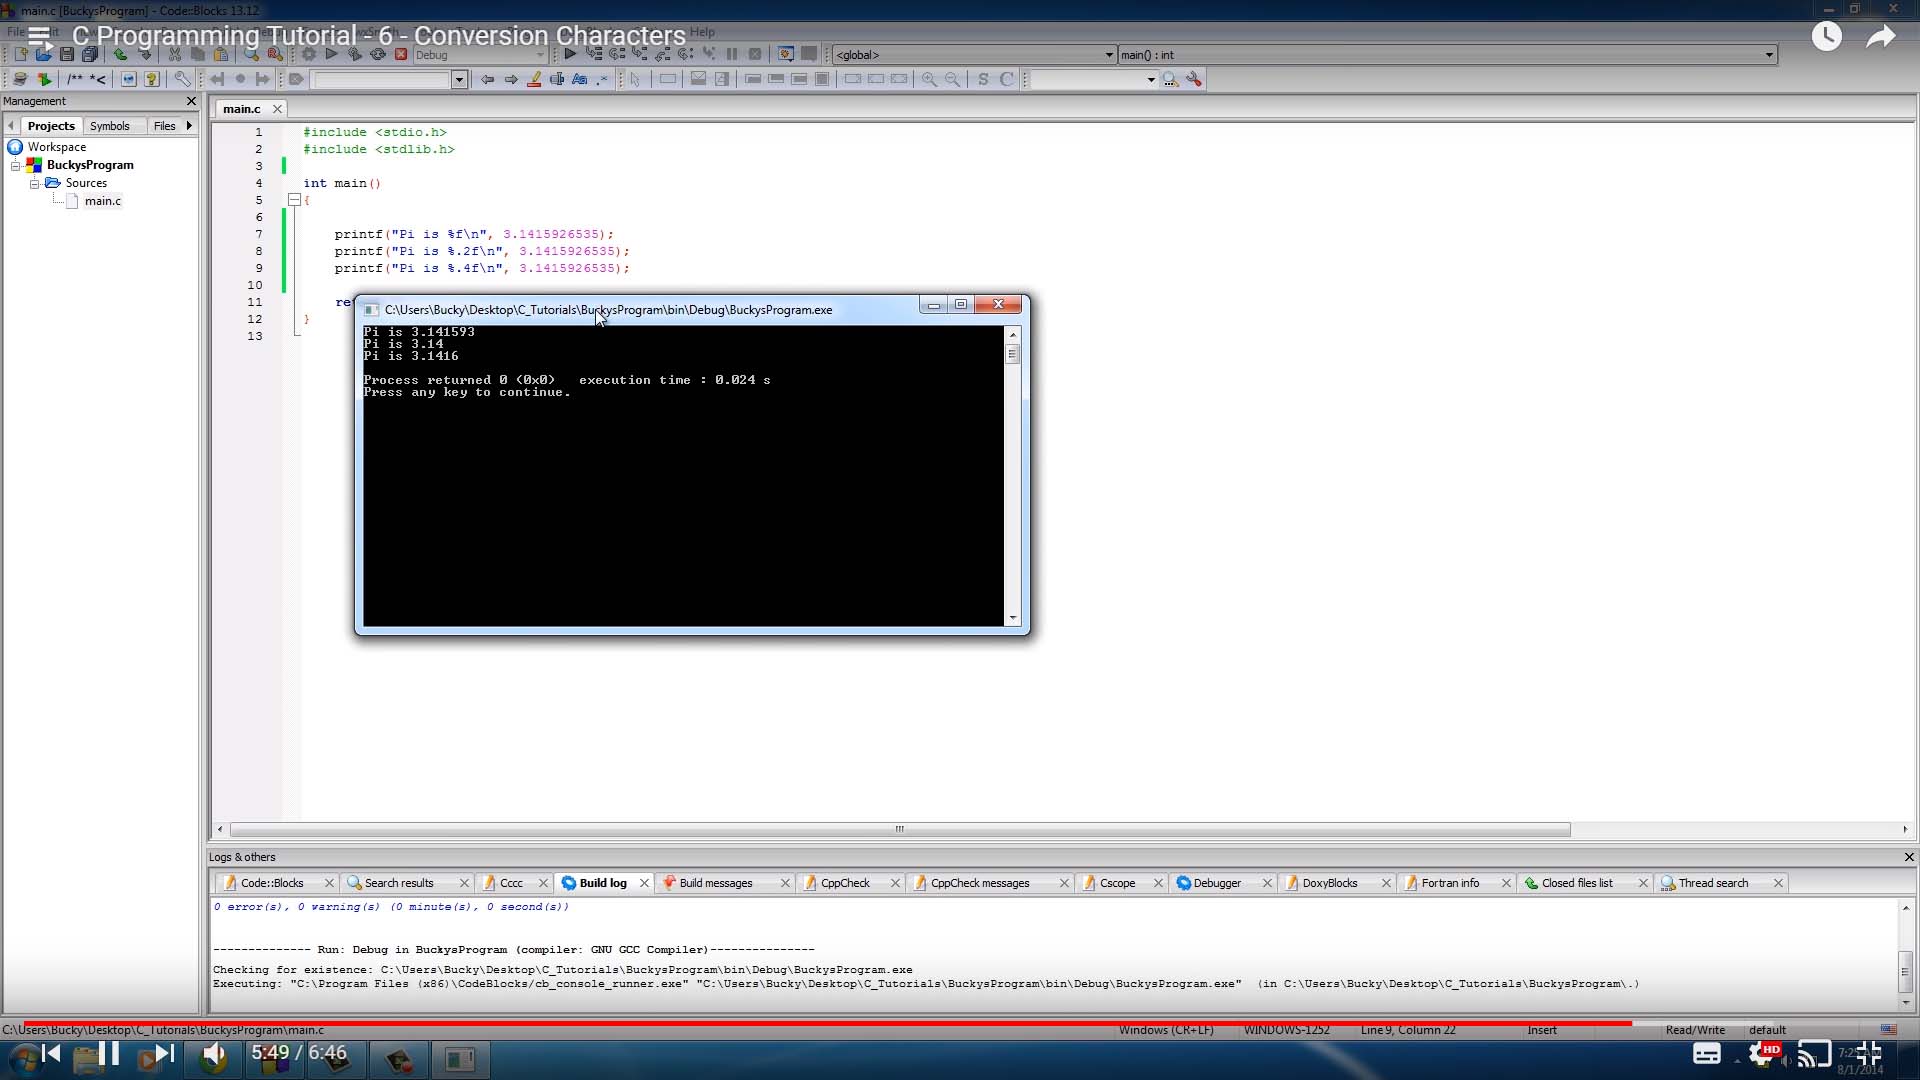 main.c [BuckysProgram] - Code::Blocks 13.12
C Programming Tutorial - 6 - Conversion Characters
File Help
Debug
<global>
main() : int
/** *<
Management
main.c
Projects Symbols Files
Workspace
BuckysProgram
Sources
main.c
1 #include <stdio.h>
2 #include <stdlib.h>
3
4 int main()
5 {
6
7 printf("Pi is %f\n", 3.1415926535);
8 printf("Pi is %.2f\n", 3.1415926535);
9 printf("Pi is %.4f\n", 3.1415926535);
10
11 re
12 }
13
C:\Users\Bucky\Desktop\C_Tutorials\BuckysProgram\bin\Debug\BuckysProgram.exe
Pi is 3.141593
Pi is 3.14
Pi is 3.1416
Process returned 0 (0x0) execution time : 0.024 s
Press any key to continue.
Logs & others
Code::Blocks Search results Cccc Build log Build messages CppCheck CppCheck messages Cscope Debugger DoxyBlocks Fortran info Closed files list Thread search
0 error(s), 0 warning(s) (0 minute(s), 0 second(s))
-------------- Run: Debug in BuckysProgram (compiler: GNU GCC Compiler)---------------
Checking for existence: C:\Users\Bucky\Desktop\C_Tutorials\BuckysProgram\bin\Debug\BuckysProgram.exe
Executing: "C:\Program Files (x86)\CodeBlocks/cb_console_runner.exe" "C:\Users\Bucky\Desktop\C_Tutorials\BuckysProgram\bin\Debug\BuckysProgram.exe" (in C:\Users\Bucky\Desktop\C_Tutorials\BuckysProgram\.)
C:\Users\Bucky\Desktop\C_Tutorials\BuckysProgram\main.c
Windows (CR+LF) WINDOWS-1252 Line 9, Column 22 Insert Read/Write default
5:49 / 6:46
HD
8/1/2014